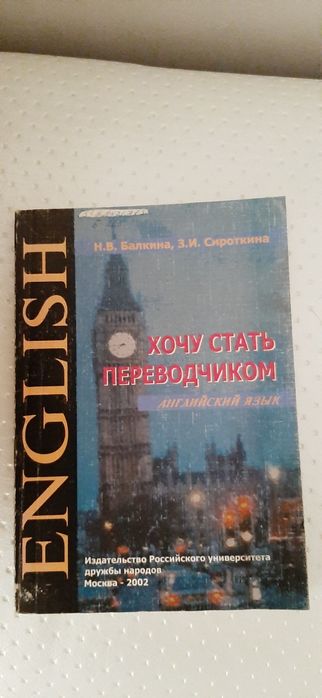 ENGLISH
Н.В. Балкина, З.И. Сироткина
ХОЧУ СТАТЬ
ПЕРЕВОДЧИКОМ
АНГЛИЙСКИЙ ЯЗЫК
Издательство Российского университета
дружбы народов
Москва - 2002